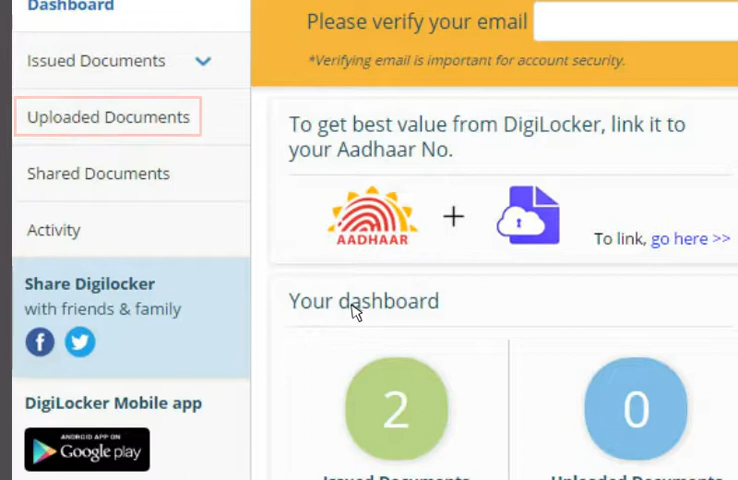 Dashboard
Issued Documents
Uploaded Documents
Shared Documents
Activity
Share Digilocker
with friends & family
DigiLocker Mobile app
ANDROID APP ON
Google play
Please verify your email
*Verifying email is important for account security.
To get best value from DigiLocker, link it to
your Aadhaar No.
AADHAAR
+
To link, go here >>
Your dashboard
2
0
Issued Documents
Uploaded Documents